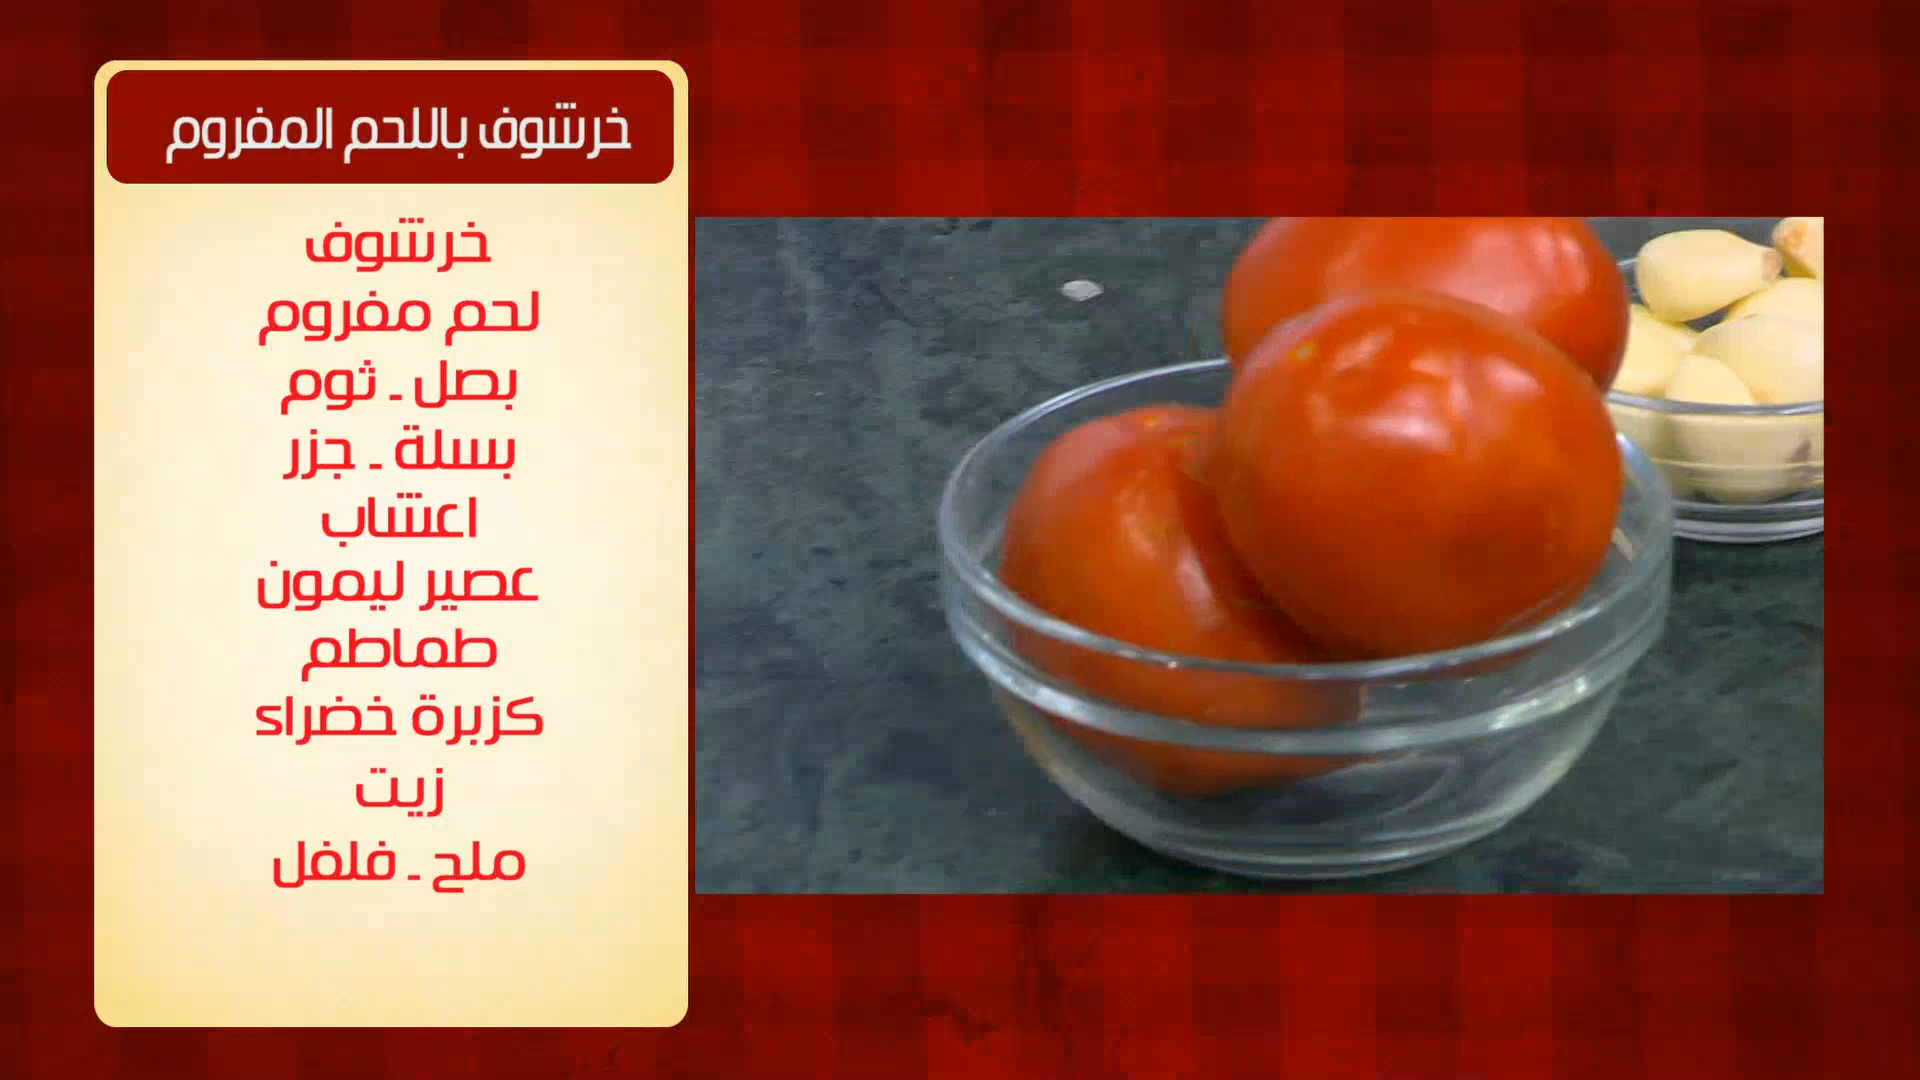 خرشوف باللحم المفروم
خرشوف
لحم مفروم
بصل ـ ثوم
بسلة ـ جزر
اعشاب
عصير ليمون
طماطم
كزبرة خضراء
زيت
ملح ـ فلفل